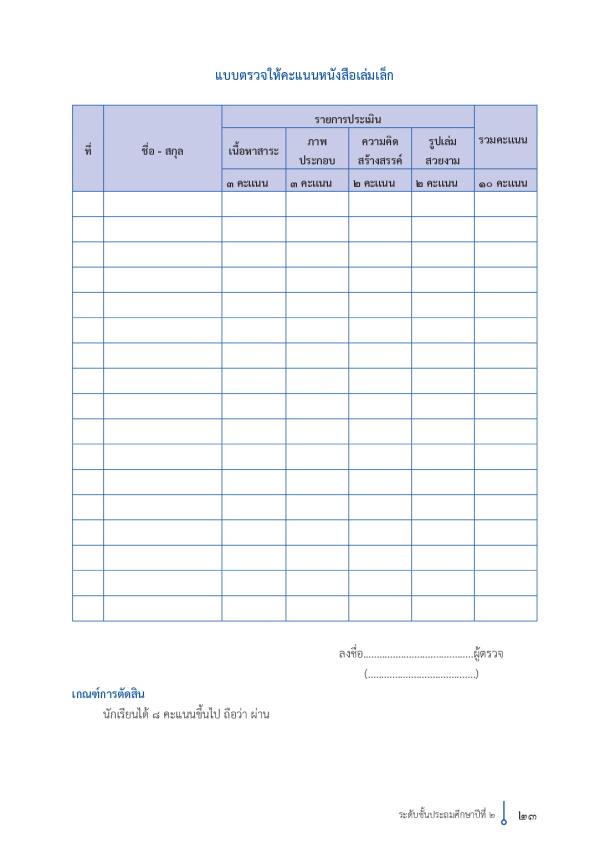 แบบตรวจให้คะแนนหนังสือเล่มเล็ก
ที่
ชื่อ - สกุล
รายการประเมิน
รวมคะแนน
เนื้อหาสาระ
ภาพ
ประกอบ
ความคิด
สร้างสรรค์
รูปเล่ม
สวยงาม
๓ คะแนน
๓ คะแนน
๒ คะแนน
๒ คะแนน
๑๐ คะแนน
ลงชื่อ.........................................ผู้ตรวจ
(........................................)
เกณฑ์การตัดสิน
นักเรียนได้ ๘ คะแนนขึ้นไป ถือว่า ผ่าน
ระดับชั้นประถมศึกษาปีที่ ๒
๒๓